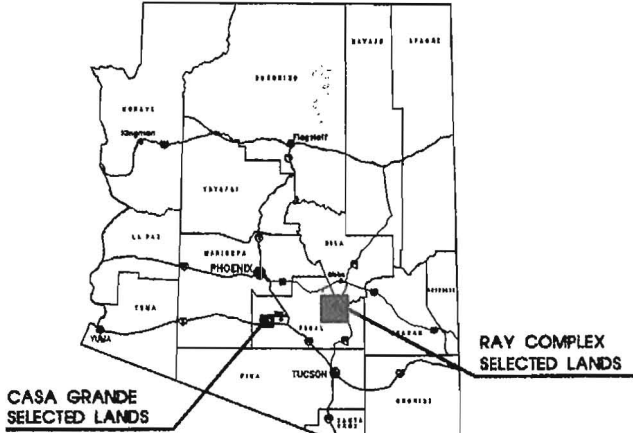 NAVAJO
APACHE
COCONINO
MOHAVE
Kingman
Flagstaff
YAVAPAI
LA PAZ
GILA
MARICOPA
PHOENIX
Globe
YUMA
PINAL
GRAHAM
YUMA
RAY COMPLEX
SELECTED LANDS
PIMA
TUCSON
COCHISE
CASA GRANDE
SELECTED LANDS
SANTA
CRUZ